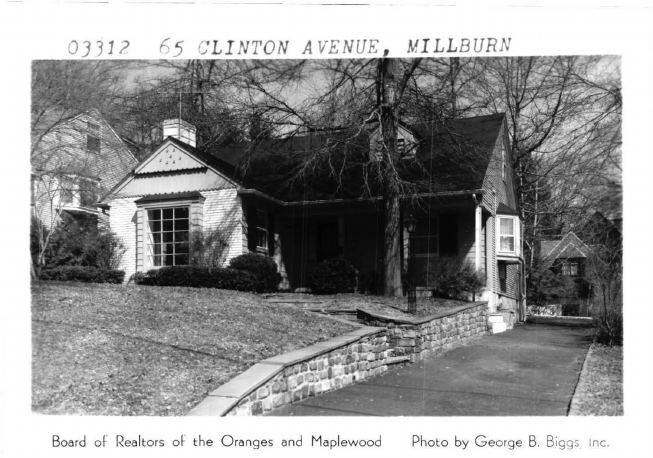 03312 65 CLINTON AVENUE, MILLBURN
Board of Realtors of the Oranges and Maplewood Photo by George B. Biggs, Inc.